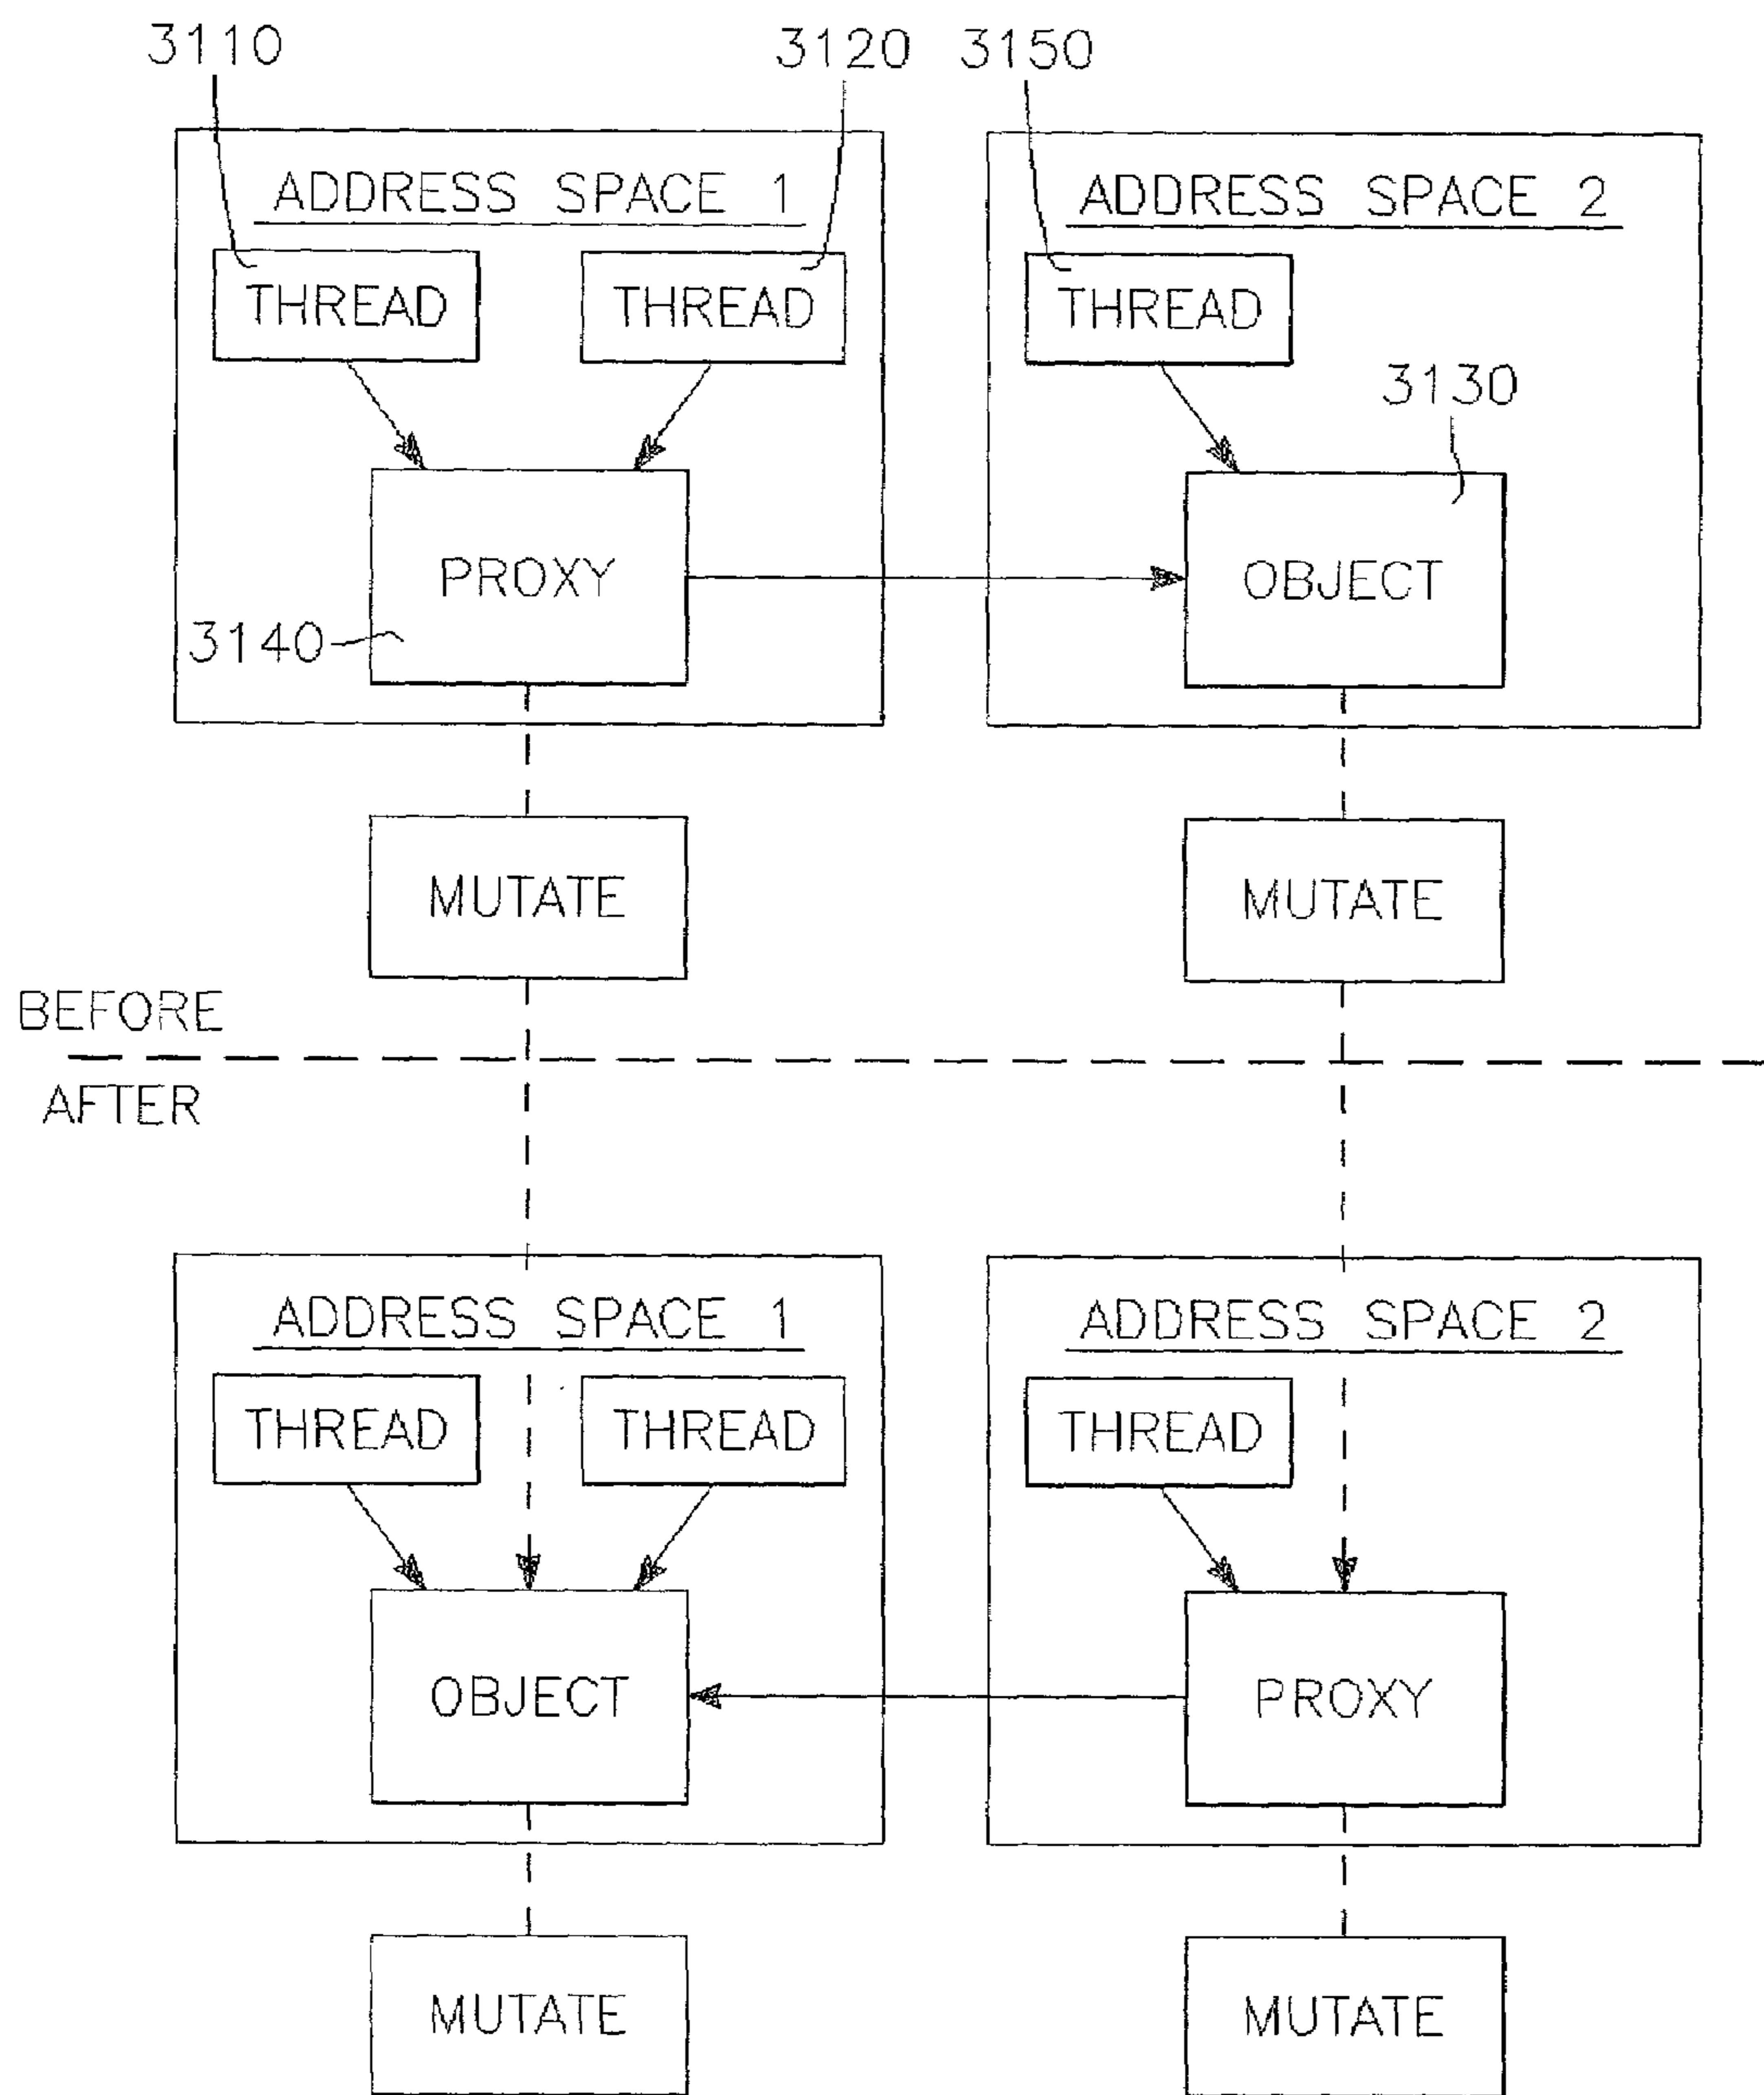 3110
3120
3150
ADDRESS SPACE 1
ADDRESS SPACE 2
THREAD
THREAD
THREAD
3130
PROXY
OBJECT
3140
MUTATE
MUTATE
BEFORE
AFTER
ADDRESS SPACE 1
ADDRESS SPACE 2
THREAD
THREAD
THREAD
OBJECT
PROXY
MUTATE
MUTATE